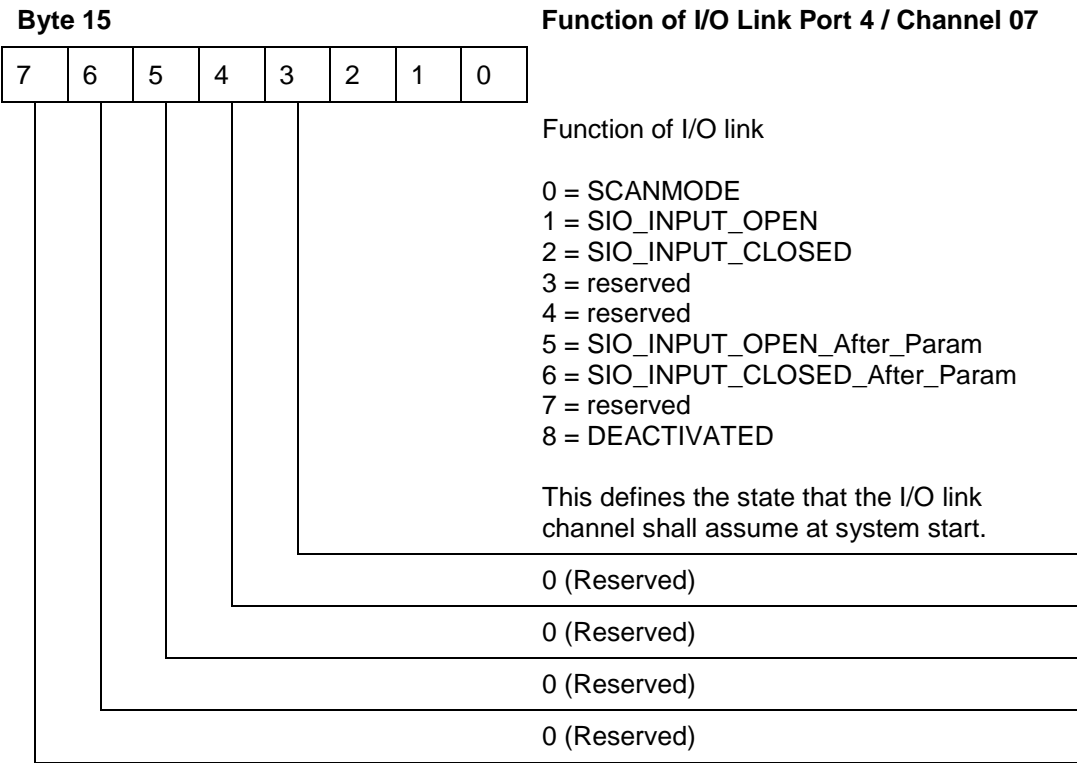 Byte 15 Function of I/O Link Port 4 / Channel 07
7 6 5 4 3 2 1 0
Function of I/O link
0 = SCANMODE
1 = SIO_INPUT_OPEN
2 = SIO_INPUT_CLOSED
3 = reserved
4 = reserved
5 = SIO_INPUT_OPEN_After_Param
6 = SIO_INPUT_CLOSED_After_Param
7 = reserved
8 = DEACTIVATED
This defines the state that the I/O link
channel shall assume at system start.
0 (Reserved)
0 (Reserved)
0 (Reserved)
0 (Reserved)